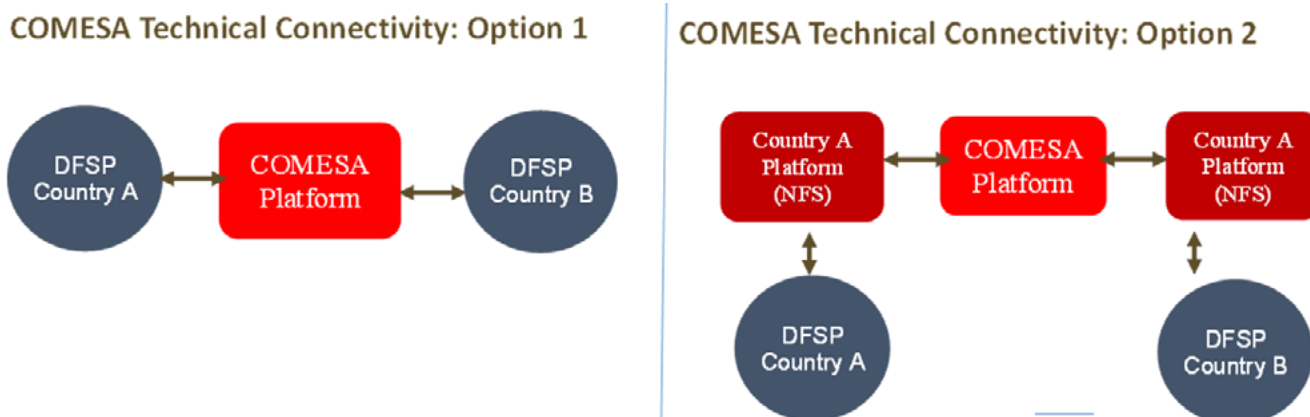 COMESA Technical Connectivity: Option 1
DFSP
Country A
COMESA
Platform
DFSP
Country B
COMESA Technical Connectivity: Option 2
Country A
Platform
(NFS)
COMESA
Platform
Country A
Platform
(NFS)
DFSP
Country A
DFSP
Country B